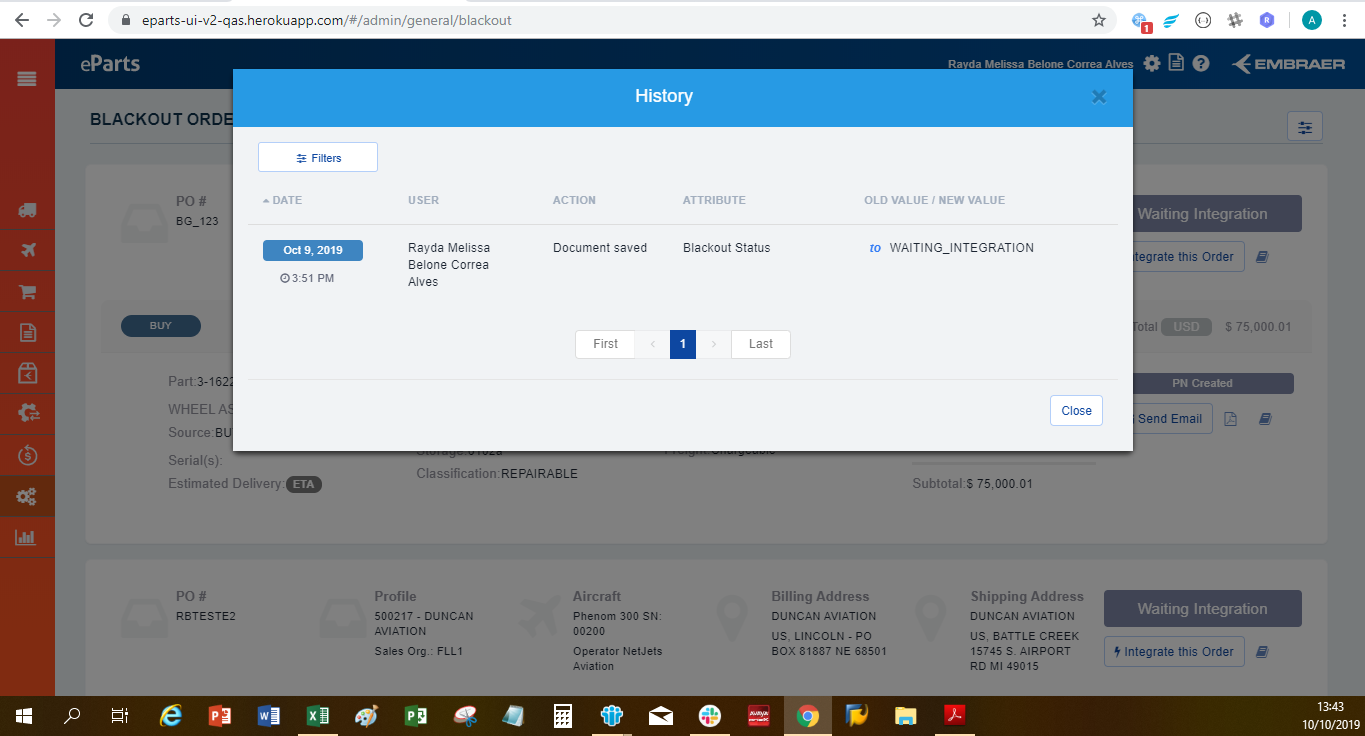 eparts-ui-v2-qas.herokuapp.com/#/admin/general/blackout
1
A
eParts
Rayda Melissa Belone Correa Alves
EMBRAER
BLACKOUT ORDE
History
Filters
DATE
USER
ACTION
ATTRIBUTE
OLD VALUE / NEW VALUE
Oct 9, 2019
3:51 PM
Rayda Melissa
Belone Correa
Alves
Document saved
Blackout Status
to WAITING_INTEGRATION
First
1
Last
Close
PO #
BG_123
Waiting Integration
ntegrate this Order
BUY
Total USD $ 75,000.01
Part:3-1622
PN Created
WHEEL AS
Send Email
Source:BU
Storage:01028
Freight:Chargeable
Serial(s):
Classification:REPAIRABLE
Estimated Delivery: ETA
Subtotal:$ 75,000.01
PO #
RBTESTE2
Profile
500217 - DUNCAN
AVIATION
Sales Org.: FLL1
Aircraft
Phenom 300 SN:
00200
Operator NetJets
Aviation
Billing Address
DUNCAN AVIATION
US, LINCOLN - PO
BOX 81887 NE 68501
Shipping Address
DUNCAN AVIATION
US, BATTLE CREEK
15745 S. AIRPORT
RD MI 49015
Waiting Integration
Integrate this Order
13:43
10/10/2019